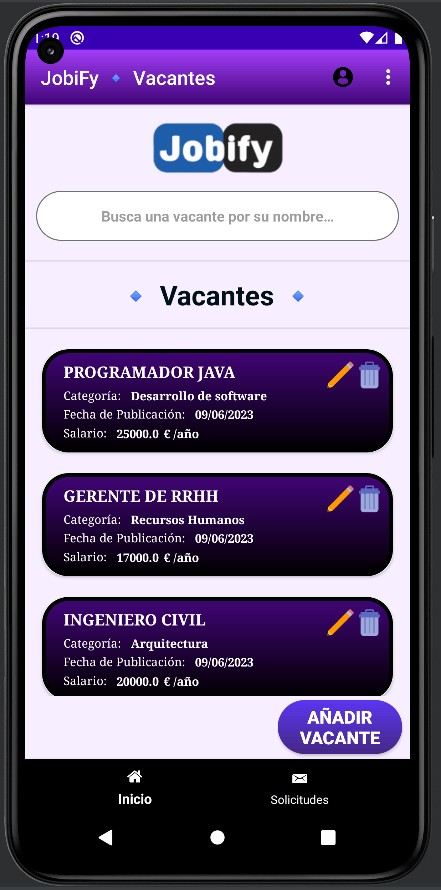 JobiFy 🔹 Vacantes
Jobify
Busca una vacante por su nombre...
🔹 Vacantes 🔹
PROGRAMADOR JAVA
Categoría: Desarrollo de software
Fecha de Publicación: 09/06/2023
Salario: 25000.0 € /año
GERENTE DE RRHH
Categoría: Recursos Humanos
Fecha de Publicación: 09/06/2023
Salario: 17000.0 € /año
INGENIERO CIVIL
Categoría: Arquitectura
Fecha de Publicación: 09/06/2023
Salario: 20000.0 € /año
AÑADIR
VACANTE
Inicio
Solicitudes